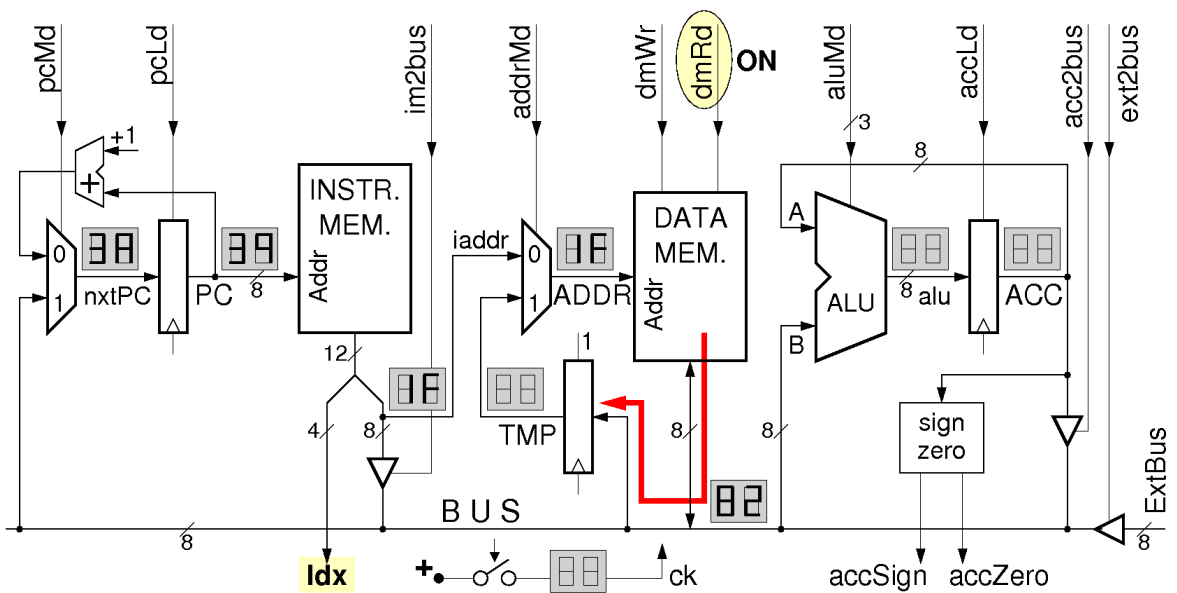 pcMd
pcLd
im2bus
addrMd
dmWr
dmRd
ON
aluMd
accLd
acc2bus
ext2bus
+1
+
3
8
INSTR.
MEM.
Addr
DATA
MEM.
Addr
iaddr
0
1
3A
nxtPC
39
PC
8
0
1
1F
ADDR
A
B
ALU
8
alu
ACC
12
1F
4
8
TMP
1
8
8
sign
zero
82
BUS
8
ExtBus
8
Idx
+
ck
accSign
accZero